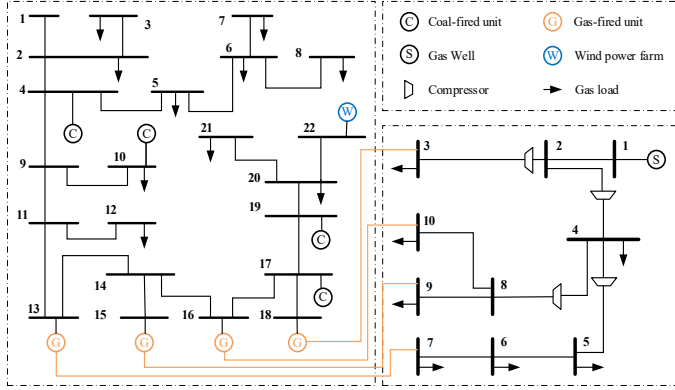 1 3 7
2 6 8
4 5
W
C C
21 22
9 10
20
11 12 19
C
17
14 C
13 15 16 18
G G G G
C Coal-fired unit G Gas-fired unit
S Gas Well W Wind power farm
Compressor Gas load
3 2 1
S
10 4
9 8
7 6 5